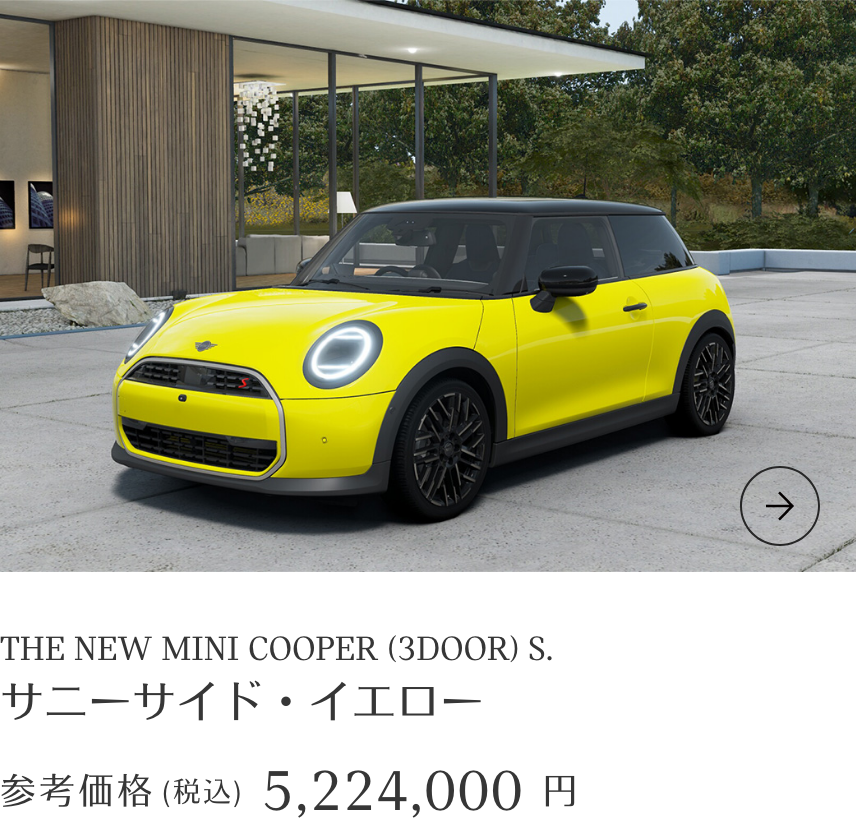 S
THE NEW MINI COOPER (3DOOR) S.
サニーサイド・イエロー
参考価格 (税込) 5,224,000 円